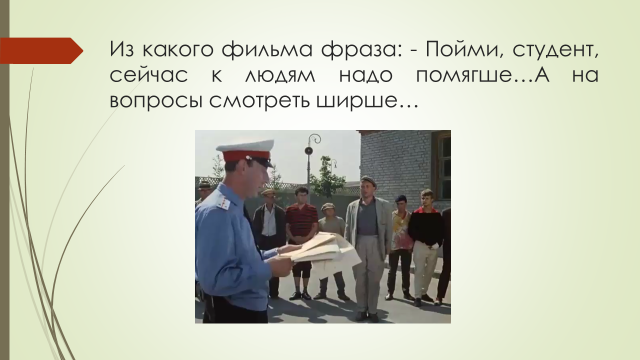 Из какого фильма фраза: - Пойми, студент,
сейчас к людям надо помягше…А на
вопросы смотреть ширше…